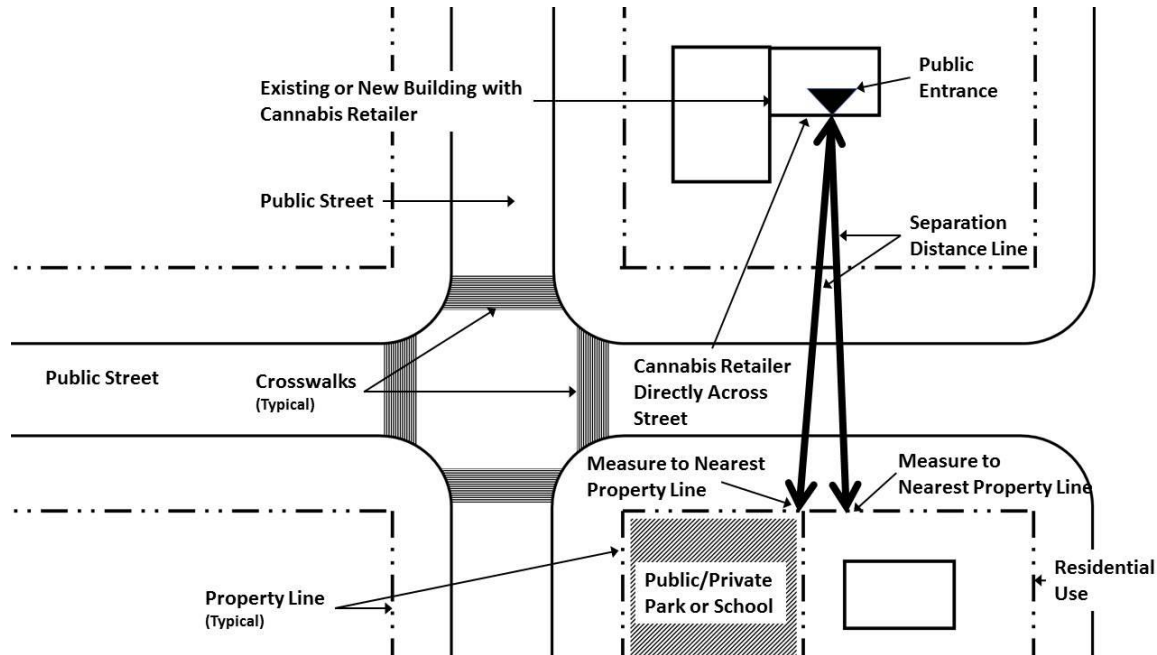 Public
Entrance
Existing or New Building with
Cannabis Retailer
Public Street
Separation
Distance Line
Public Street
Crosswalks
(Typical)
Cannabis Retailer
Directly Across
Street
Measure to Nearest
Property Line
Measure to
Nearest Property Line
Public/Private
Park or School
Residential
Use
Property Line
(Typical)